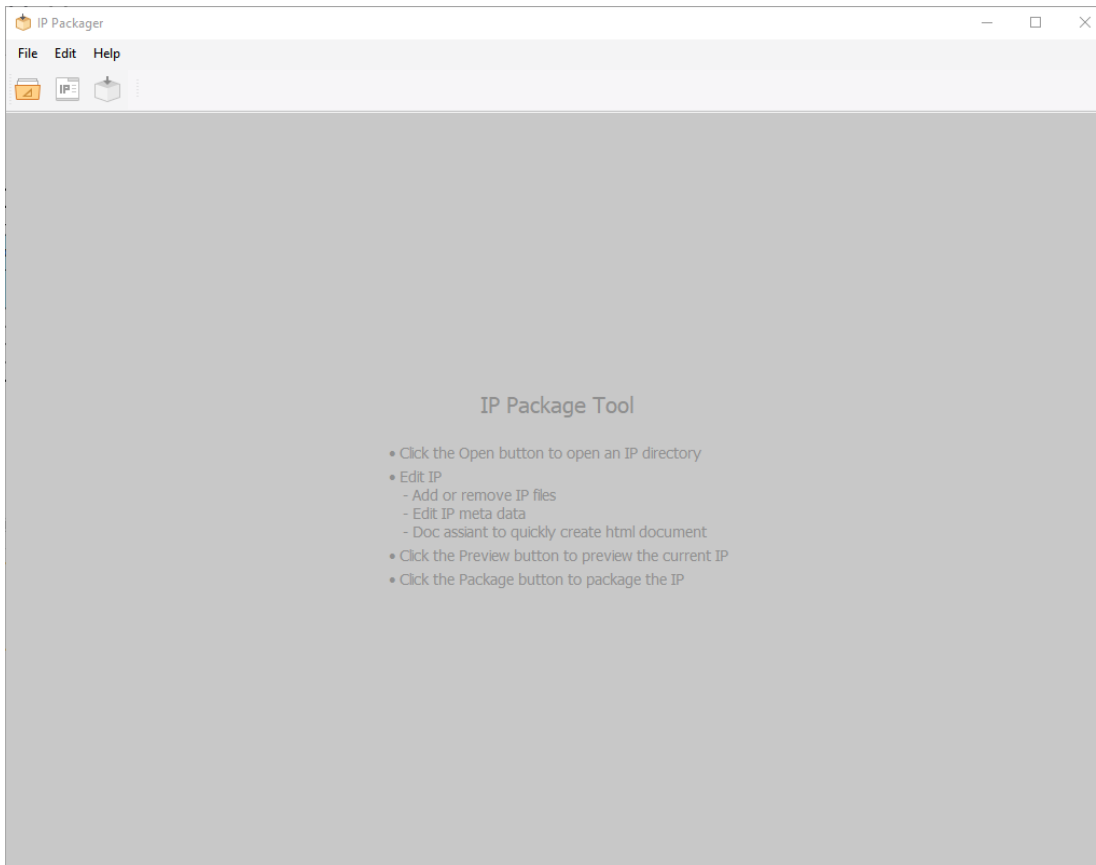 IP Packager
File Edit Help
IP
IP Package Tool
• Click the Open button to open an IP directory
• Edit IP
- Add or remove IP files
- Edit IP meta data
- Doc assiant to quickly create html document
• Click the Preview button to preview the current IP
• Click the Package button to package the IP